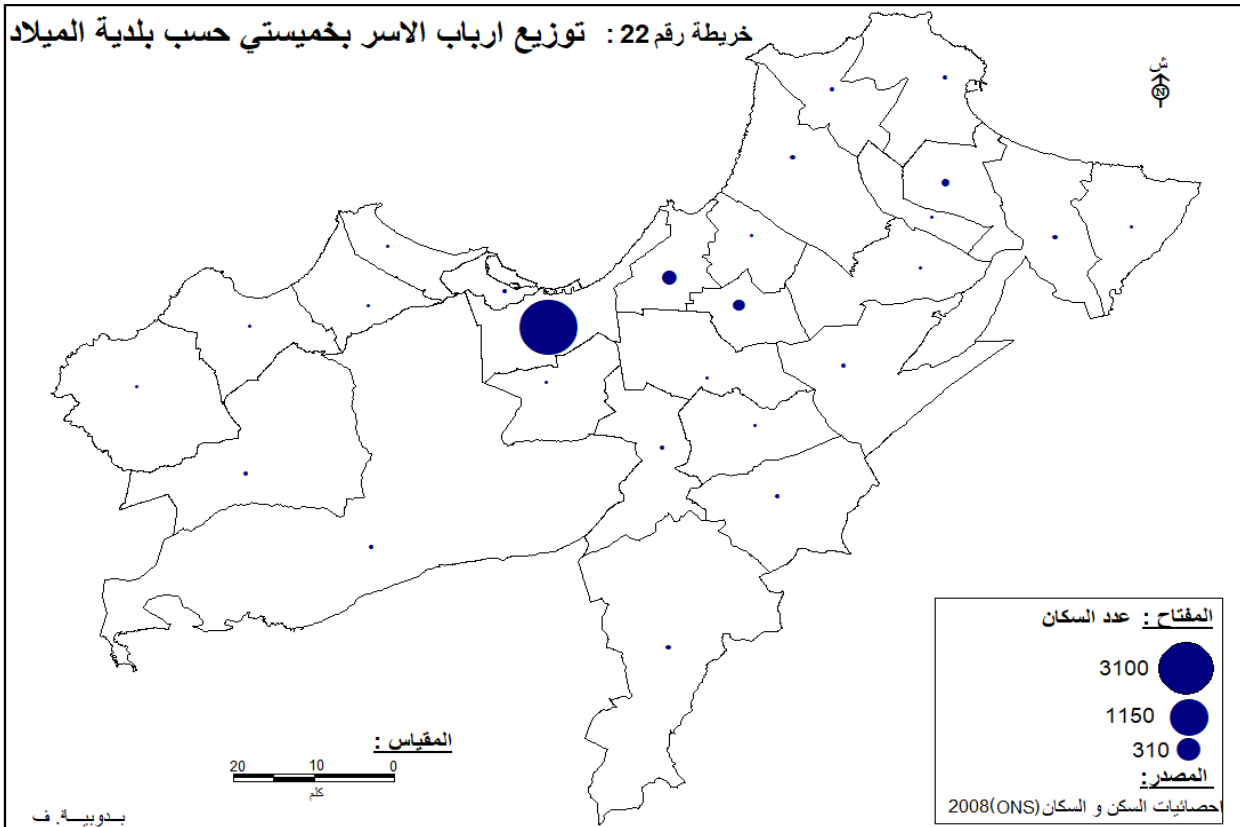 خريطة رقم 22 : توزيع ارباب الاسر بخميستي حسب بلدية الميلاد
ش
N
المفتاح : عدد السكان
3100
1150
310
المصدر:
احصائيات السكن و السكان(ONS)2008
المقياس :
20 10 0
كلم
بـدوبيـــة. ف